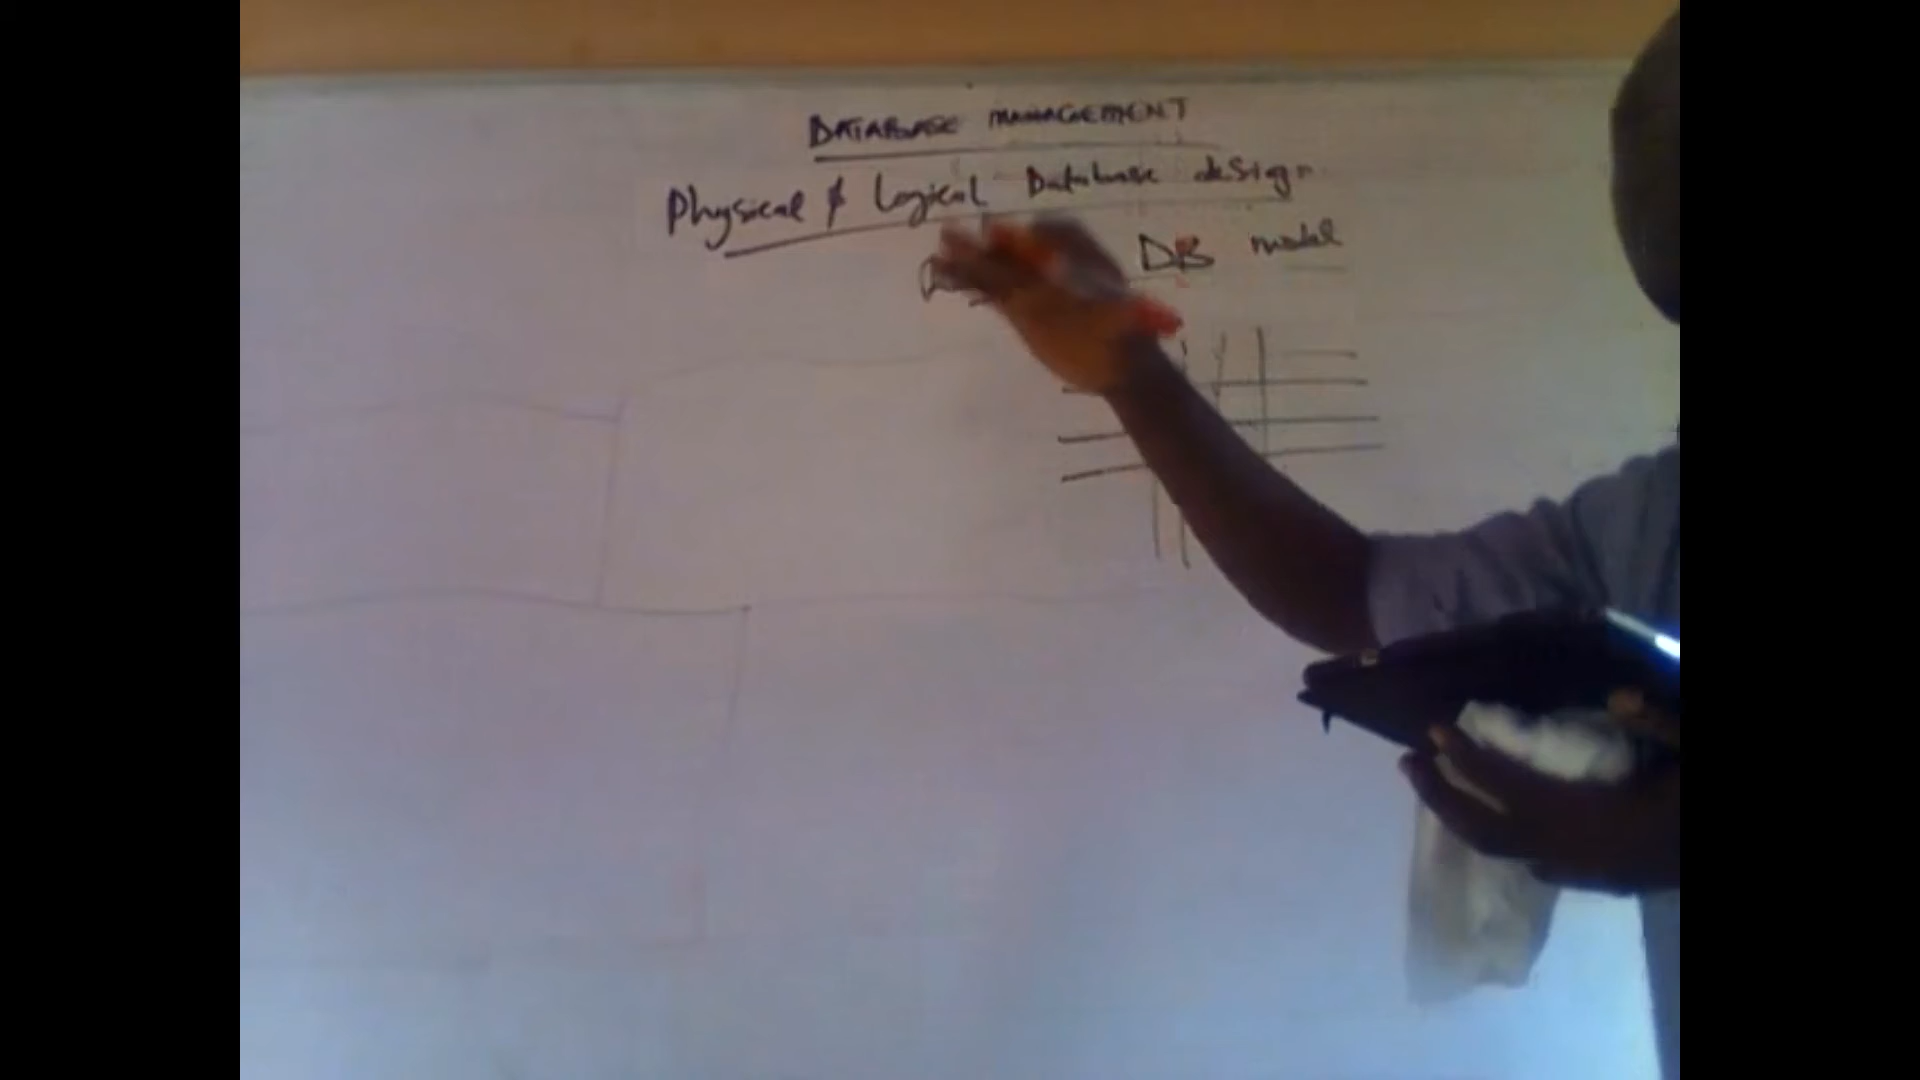 DATABASE MANAGEMENT
Physical & Logical Database design
DB model